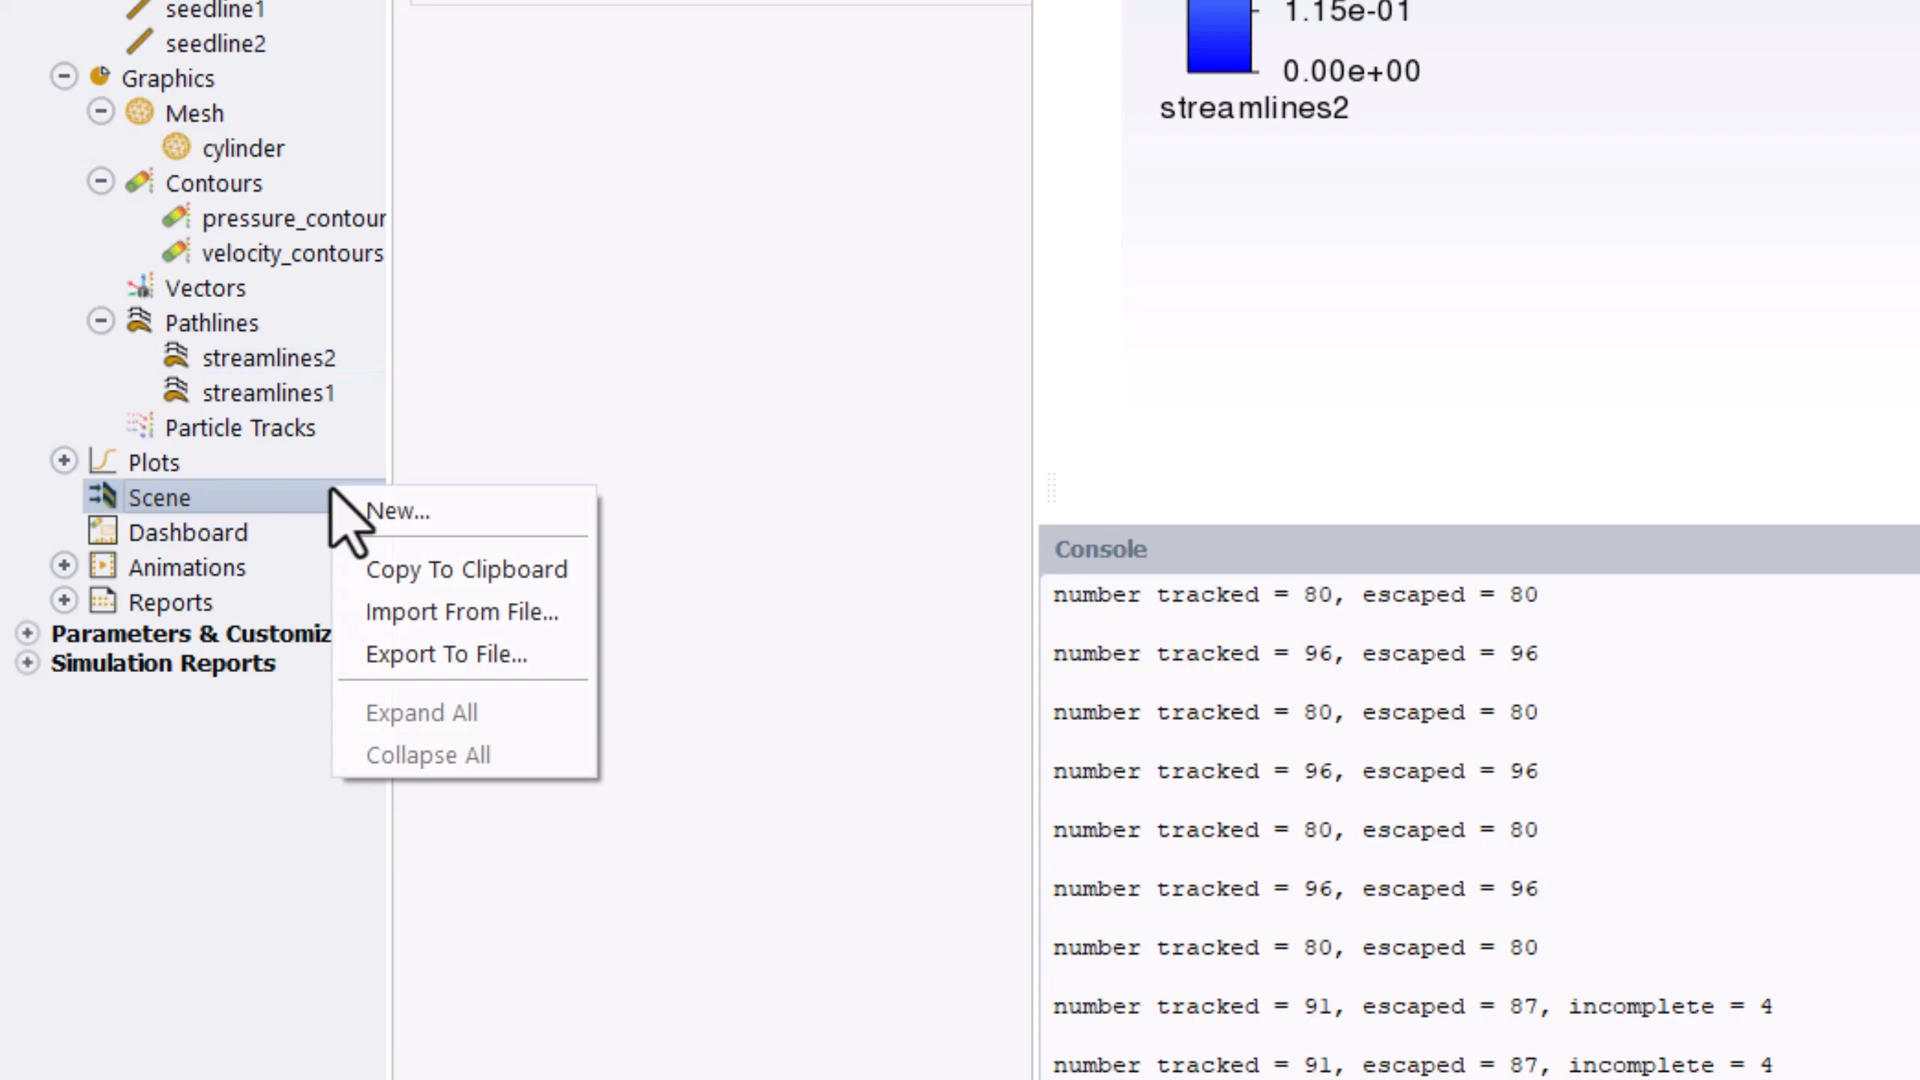 seedline1
seedline2
Graphics
Mesh
cylinder
Contours
pressure_contour
velocity_contours
Vectors
Pathlines
streamlines2
streamlines1
Particle Tracks
Plots
Scene
Dashboard
Animations
Reports
Parameters & Customiz
Simulation Reports
New...
Copy To Clipboard
Import From File...
Export To File...
Expand All
Collapse All
1.15e-01
0.00e+00
streamlines2
Console
number tracked = 80, escaped = 80
number tracked = 96, escaped = 96
number tracked = 80, escaped = 80
number tracked = 96, escaped = 96
number tracked = 80, escaped = 80
number tracked = 96, escaped = 96
number tracked = 80, escaped = 80
number tracked = 91, escaped = 87, incomplete = 4
number tracked = 91, escaped = 87, incomplete = 4